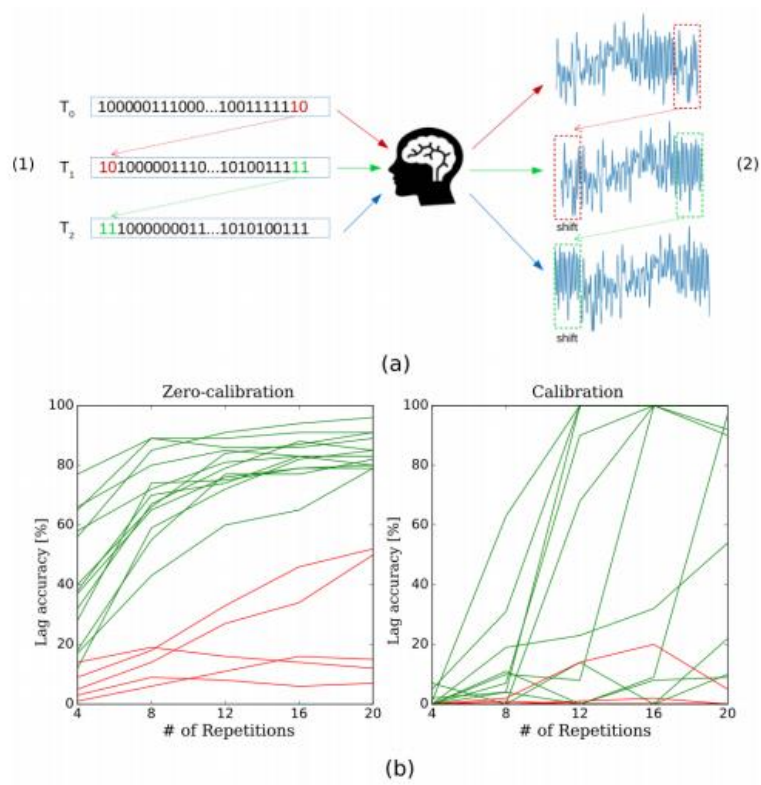 T0 100000111000...1001111110
(1) T1 101000001110...1010011111 (2)
T2 111000000011...1010100111
shift
shift
(a)
Zero-calibration Calibration
100 100
80 80
60 60
40 40
20 20
0 0
Lag accuracy [%] Lag accuracy [%]
4 8 12 16 20 4 8 12 16 20
# of Repetitions # of Repetitions
(b)